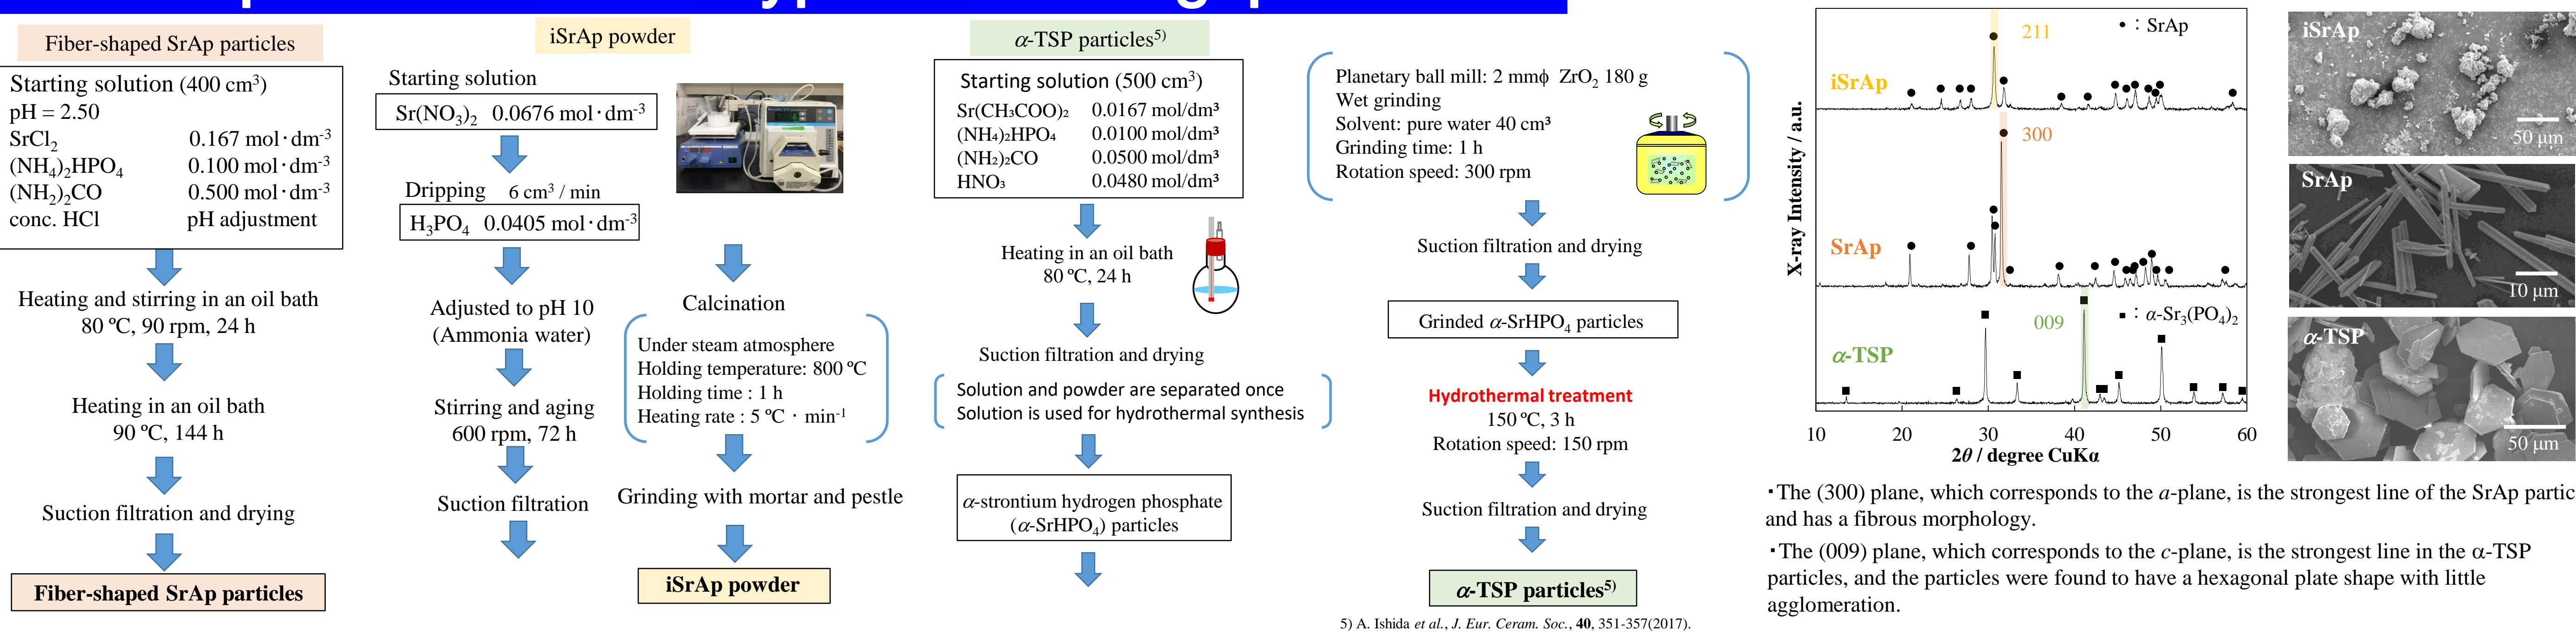 Fiber-shaped SrAp particles
Starting solution (400 cm³)
pH = 2.50
SrCl₂ 0.167 mol･dm⁻³
(NH₄)₂HPO₄ 0.100 mol･dm⁻³
(NH₂)₂CO 0.500 mol･dm⁻³
conc. HCl pH adjustment
Heating and stirring in an oil bath
80 ºC, 90 rpm, 24 h
Heating in an oil bath
90 ºC, 144 h
Suction filtration and drying
Fiber-shaped SrAp particles
iSrAp powder
Starting solution
Sr(NO₃)₂ 0.0676 mol･dm⁻³
Dripping 6 cm³ / min
H₃PO₄ 0.0405 mol･dm⁻³
Adjusted to pH 10
(Ammonia water)
Stirring and aging
600 rpm, 72 h
Suction filtration
Calcination
Under steam atmosphere
Holding temperature: 800 ºC
Holding time : 1 h
Heating rate : 5 ºC・min⁻¹
Grinding with mortar and pestle
iSrAp powder
α-TSP particles⁵⁾
Starting solution (500 cm³)
Sr(CH₃COO)₂ 0.0167 mol/dm³
(NH₄)₂HPO₄ 0.0100 mol/dm³
(NH₂)₂CO 0.0500 mol/dm³
HNO₃ 0.0480 mol/dm³
Heating in an oil bath
80 ºC, 24 h
Suction filtration and drying
Solution and powder are separated once
Solution is used for hydrothermal synthesis
α-strontium hydrogen phosphate
(α-SrHPO₄) particles
Planetary ball mill: 2 mmϕ ZrO₂ 180 g
Wet grinding
Solvent: pure water 40 cm³
Grinding time: 1 h
Rotation speed: 300 rpm
Suction filtration and drying
Grinded α-SrHPO₄ particles
Hydrothermal treatment
150 ºC, 3 h
Rotation speed: 150 rpm
Suction filtration and drying
α-TSP particles⁵⁾
5) A. Ishida et al., J. Eur. Ceram. Soc., 40, 351-357(2017).
X-ray Intensity / a.u.
211
●：SrAp
iSrAp
300
SrAp
009
■：α-Sr₃(PO₄)₂
α-TSP
10 20 30 40 50 60
2θ / degree CuKα
iSrAp
50 μm
SrAp
10 μm
α-TSP
50 μm
･The (300) plane, which corresponds to the a-plane, is the strongest line of the SrAp partic
and has a fibrous morphology.
･The (009) plane, which corresponds to the c-plane, is the strongest line in the α-TSP
particles, and the particles were found to have a hexagonal plate shape with little
agglomeration.